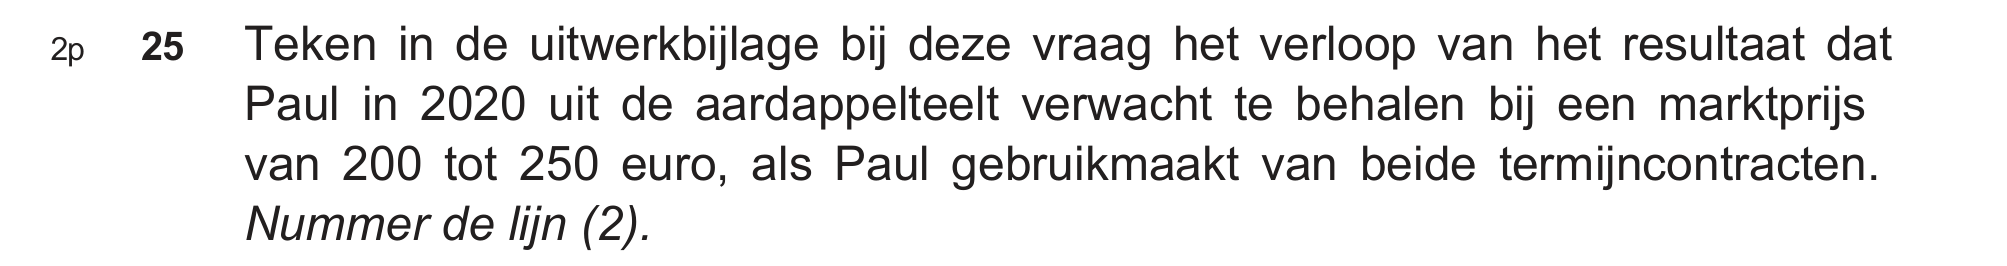 2p 25 Teken in de uitwerkbijlage bij deze vraag het verloop van het resultaat dat
Paul in 2020 uit de aardappelteelt verwacht te behalen bij een marktprijs
van 200 tot 250 euro, als Paul gebruikmaakt van beide termijncontracten.
Nummer de lijn (2).